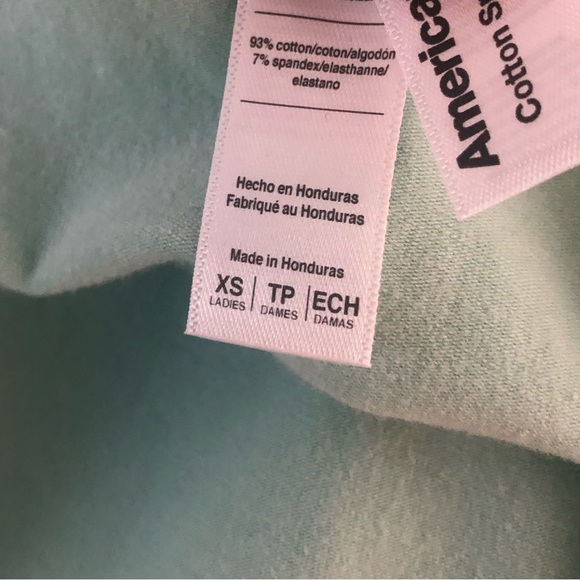 93% cotton/coton/algodón
7% spandex/elasthanne/
elastano
Hecho en Honduras
Fabriqué au Honduras
Made in Honduras
XS | TP | ECH
LADIES DAMES DAMAS
America
Cotton